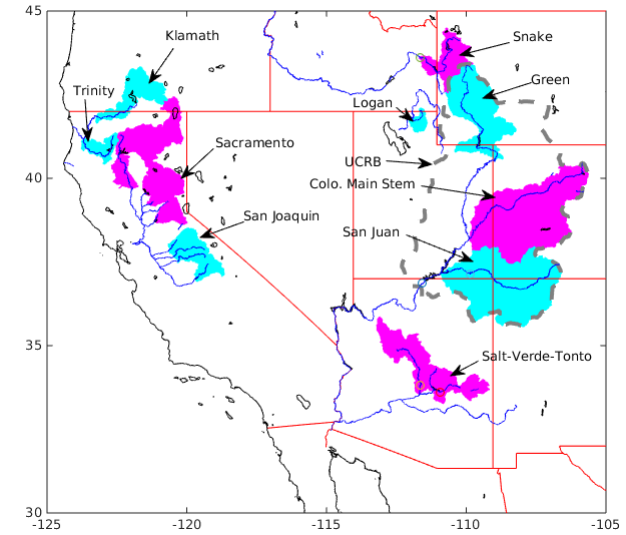 45
Klamath
Snake
Trinity
Green
Logan
Sacramento
UCRB
40
Colo. Main Stem
San Joaquin
San Juan
35
Salt-Verde-Tonto
30
-125
-120
-115
-110
-105